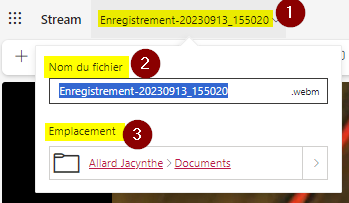 Stream
Enregistrement-20230913_155020
1
Nom du fichier
2
Enregistrement-20230913_155020
.webm
Emplacement
3
Allard Jacynthe > Documents